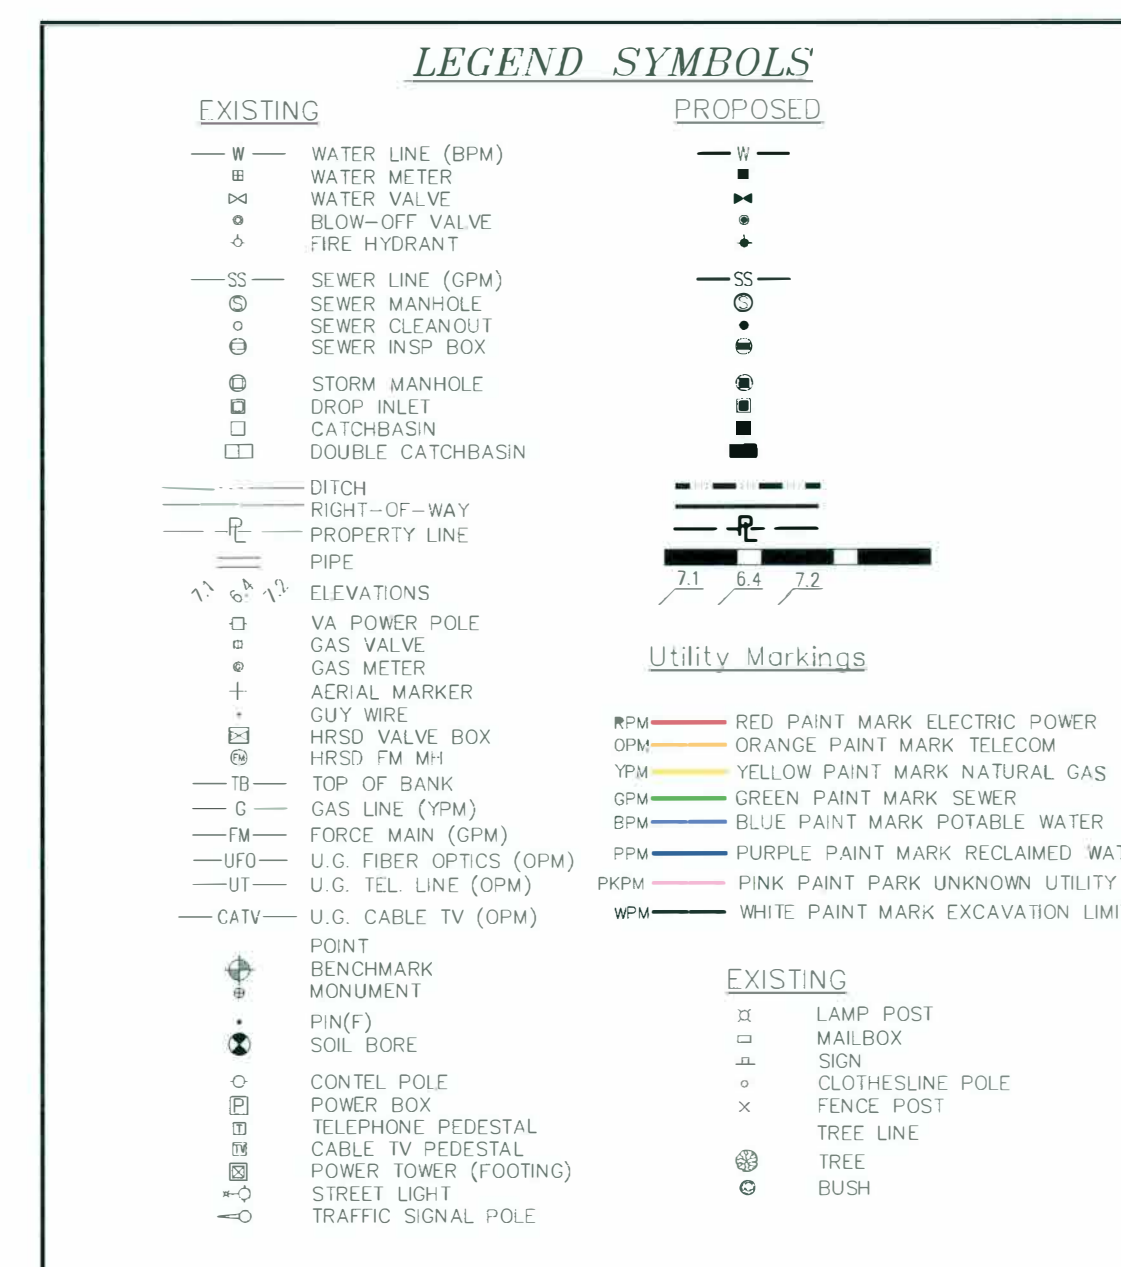 LEGEND SYMBOLS
EXISTING
PROPOSED
W WATER LINE (BPM) W
WATER METER
WATER VALVE
BLOW-OFF VALVE
FIRE HYDRANT
SS SEWER LINE (GPM) SS
S SEWER MANHOLE S
SEWER CLEANOUT
SEWER INSP BOX
STORM MANHOLE
DROP INLET
CATCHBASIN
DOUBLE CATCHBASIN
DITCH
RIGHT-OF-WAY
PL PROPERTY LINE PL
PIPE
7.1 6.4 7.2 ELEVATIONS 7.1 6.4 7.2
VA POWER POLE
GAS VALVE
G GAS METER
AERIAL MARKER
GUY WIRE
HRSD VALVE BOX
FM HRSD FM MH
TB TOP OF BANK
G GAS LINE (YPM)
FM FORCE MAIN (GPM)
UFO U.G. FIBER OPTICS (OPM)
UT U.G. TEL. LINE (OPM)
CATV U.G. CABLE TV (OPM)
POINT
BENCHMARK
MONUMENT
PIN(F)
SOIL BORE
CONTEL POLE
P POWER BOX
T TELEPHONE PEDESTAL
TV CABLE TV PEDESTAL
POWER TOWER (FOOTING)
STREET LIGHT
TRAFFIC SIGNAL POLE
Utility Markings
RPM RED PAINT MARK ELECTRIC POWER
OPM ORANGE PAINT MARK TELECOM
YPM YELLOW PAINT MARK NATURAL GAS
GPM GREEN PAINT MARK SEWER
BPM BLUE PAINT MARK POTABLE WATER
PPM PURPLE PAINT MARK RECLAIMED WAT
PKPM PINK PAINT PARK UNKNOWN UTILITY
WPM WHITE PAINT MARK EXCAVATION LIMI
EXISTING
LAMP POST
MAILBOX
SIGN
CLOTHESLINE POLE
FENCE POST
TREE LINE
TREE
BUSH